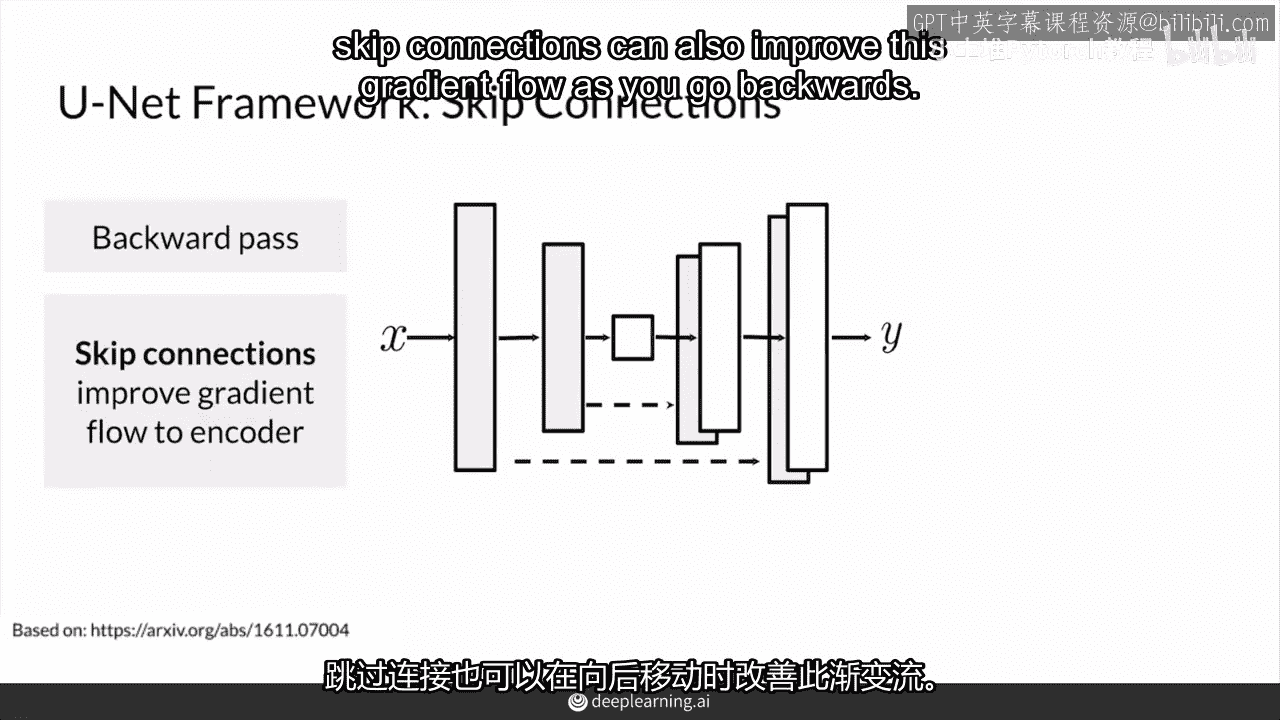 GPT中英字幕课程资源@bilibili.com
skip connections can also improve this
gradient flow as you go backwards.
U-Net Framework: Skip Connections
Backward pass
Skip connections
improve gradient
flow to encoder
x
y
Based on: https://arxiv.org/abs/1611.07004
跳过连接也可以在向后移动时改善此渐变流。
deeplearning.ai